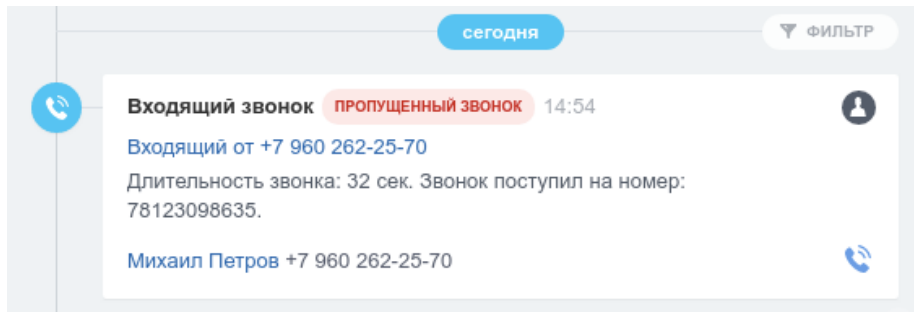 сегодня
ФИЛЬТР
Входящий звонок ПРОПУЩЕННЫЙ ЗВОНОК 14:54
Входящий от +7 960 262-25-70
Длительность звонка: 32 сек. Звонок поступил на номер:
78123098635.
Михаил Петров +7 960 262-25-70